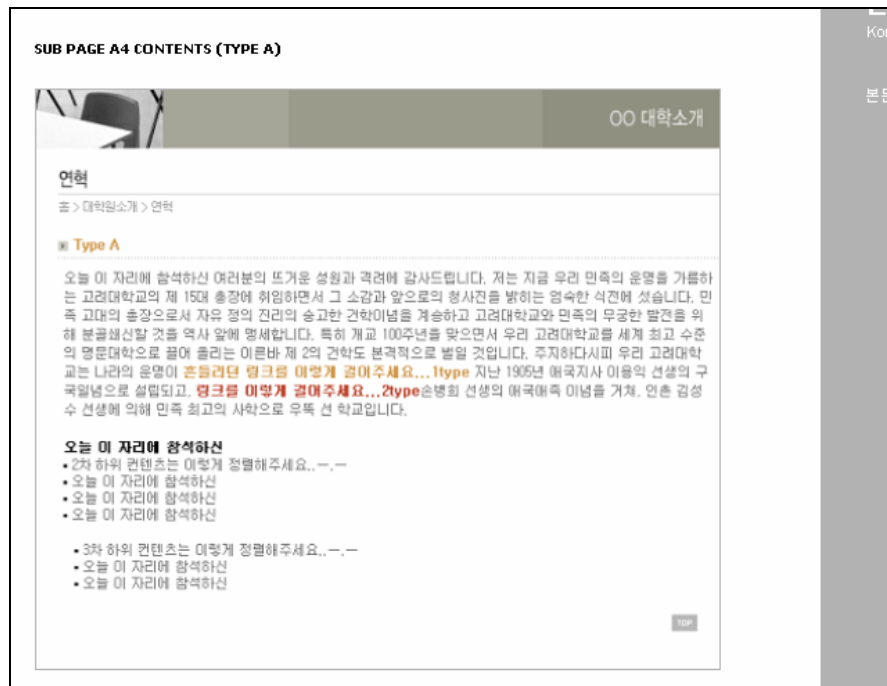 SUB PAGE A4 CONTENTS (TYPE A)
Kor
본문
OO 대학소개
연혁
홈 > 대학원소개 > 연혁
Type A
오늘 이 자리에 참석하신 여러분의 뜨거운 성원과 격려에 감사드립니다. 저는 지금 우리 민족의 운명을 가름하
는 고려대학교의 제 15대 총장에 취임하면서 그 소감과 앞으로의 청사진을 밝히는 엄숙한 식전에 섰습니다. 민
족 고대의 총장으로서 자유 정의 진리의 숭고한 건학이념을 계승하고 고려대학교와 민족의 무궁한 발전을 위
해 분골쇄신할 것을 역사 앞에 맹세합니다. 특히 개교 100주년을 맞으면서 우리 고려대학교를 세계 최고 수준
의 명문대학으로 끌어 올리는 이른바 제 2의 건학도 본격적으로 벌일 것입니다. 주지하다시피 우리 고려대학
교는 나라의 운명이 흔들리던 링크를 이렇게 걸어주세요...1type 지난 1905년 애국지사 이용익 선생의 구
국일념으로 설립되고, 링크를 이렇게 걸어주세요...2type손병희 선생의 애국애족 이념을 거쳐, 인촌 김성
수 선생에 의해 민족 최고의 사학으로 우뚝 선 학교입니다.
오늘 이 자리에 참석하신
▪ 2차 하위 컨텐츠는 이렇게 정렬해주세요..ㅡ.ㅡ
▪ 오늘 이 자리에 참석하신
▪ 오늘 이 자리에 참석하신
▪ 오늘 이 자리에 참석하신
▪ 3차 하위 컨텐츠는 이렇게 정렬해주세요..ㅡ.ㅡ
▪ 오늘 이 자리에 참석하신
▪ 오늘 이 자리에 참석하신
TOP